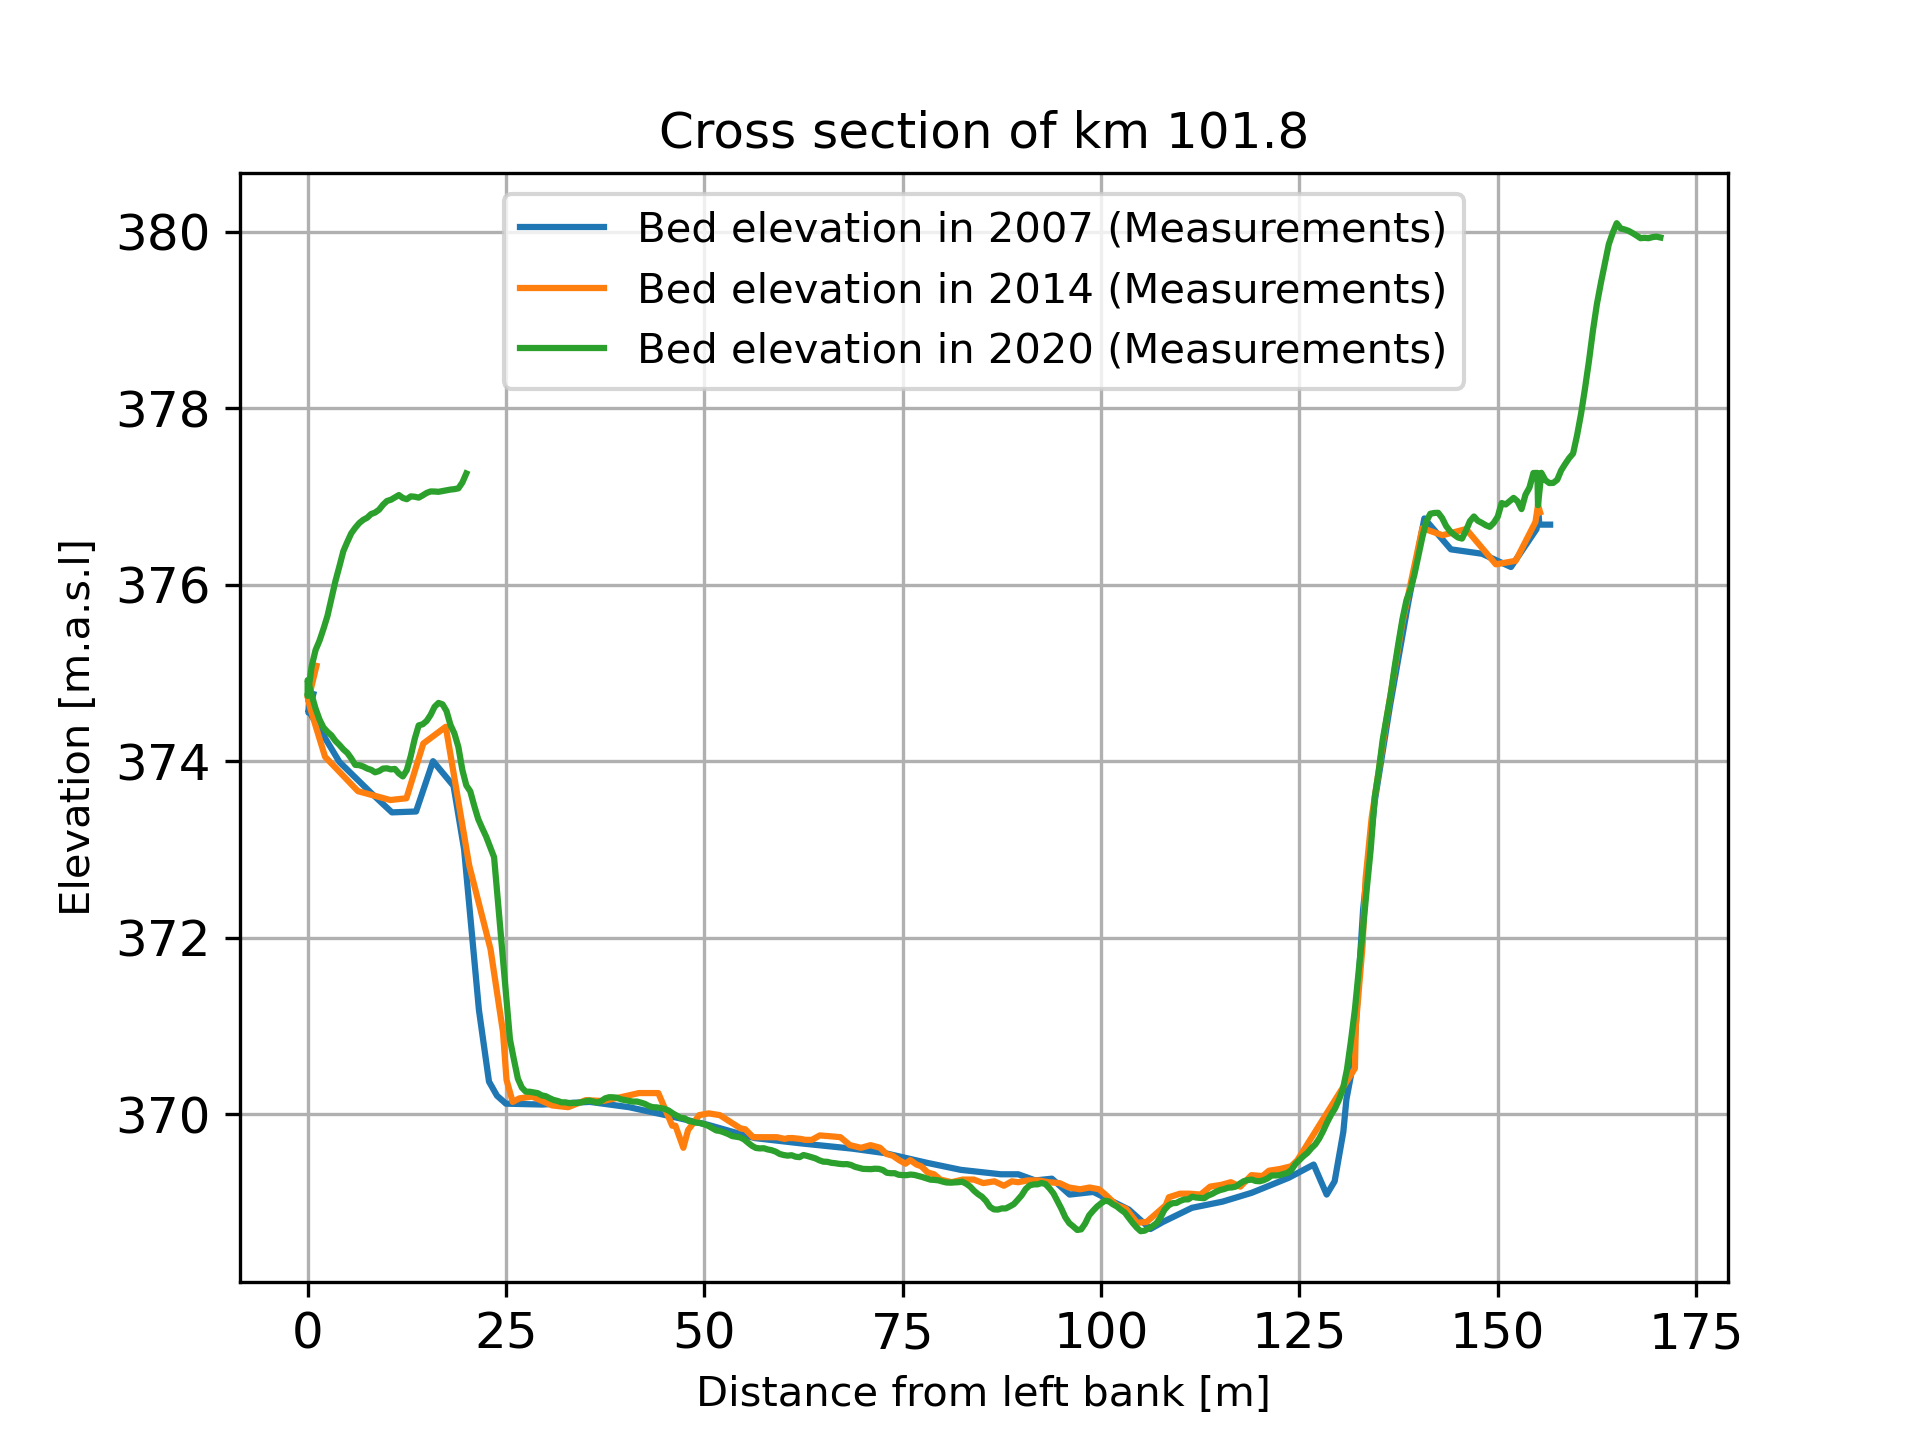 Cross section of km 101.8
Bed elevation in 2007 (Measurements)
Bed elevation in 2014 (Measurements)
Bed elevation in 2020 (Measurements)
Elevation [m.a.s.l]
380
378
376
374
372
370
0 25 50 75 100 125 150 175
Distance from left bank [m]